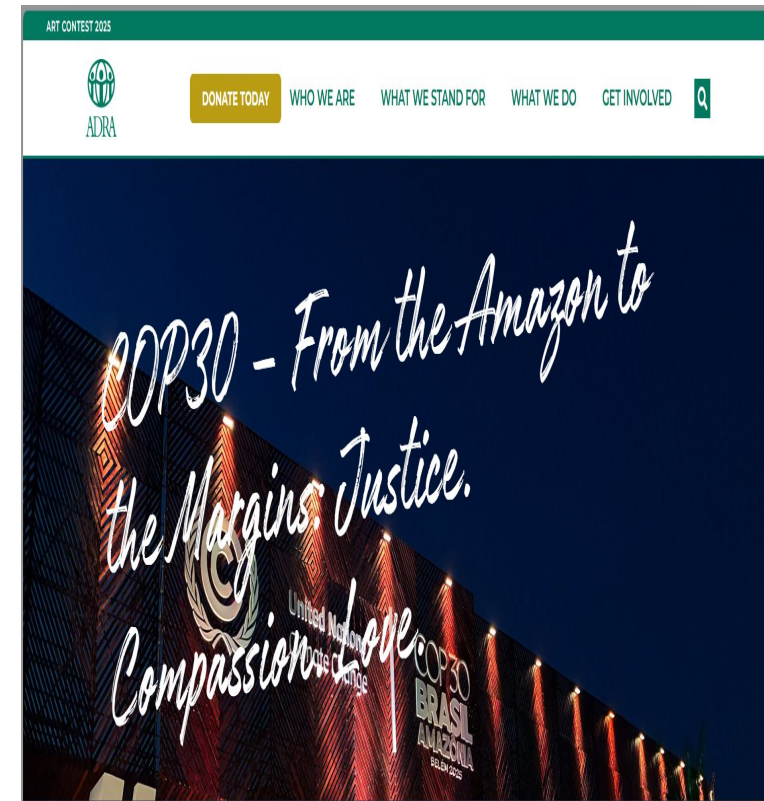 ART CONTEST 2025
ADRA
DONATE TODAY
WHO WE ARE
WHAT WE STAND FOR
WHAT WE DO
GET INVOLVED
COP30 – From the Amazon to
the Margins: Justice.
Compassion. Love.
United Nations
Climate Change
COP30
BRASIL
AMAZÔNIA
BELÉM 2025